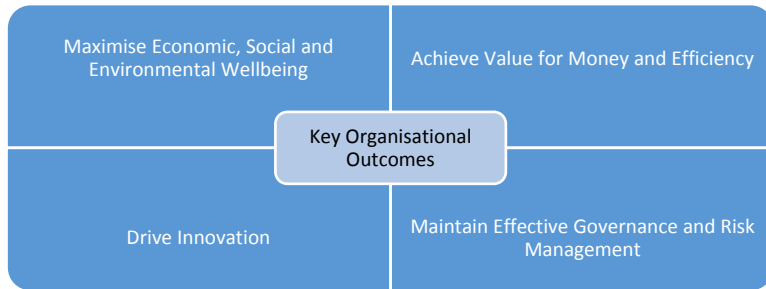 Maximise Economic, Social and
Environmental Wellbeing
Achieve Value for Money and Efficiency
Key Organisational
Outcomes
Drive Innovation
Maintain Effective Governance and Risk
Management